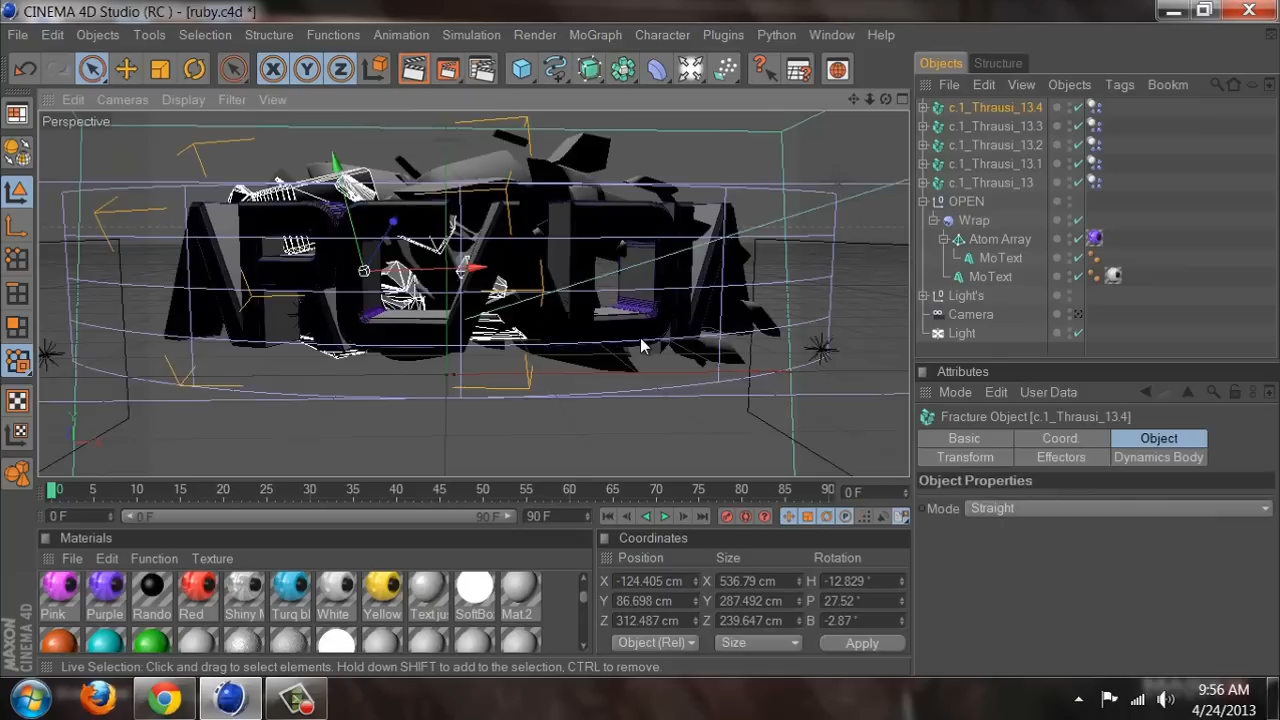 CINEMA 4D Studio (RC ) - [ruby.c4d *]
File Edit Objects Tools Selection Structure Functions Animation Simulation Render MoGraph Character Plugins Python Window Help
X Y Z
Objects Structure
File Edit View Objects Tags Bookm
Edit Cameras Display Filter View
Perspective
c.1_Thrausi_13.4
c.1_Thrausi_13.3
c.1_Thrausi_13.2
c.1_Thrausi_13.1
c.1_Thrausi_13
OPEN
Wrap
Atom Array
MoText
MoText
Light's
Camera
Light
Attributes
Mode Edit User Data
Fracture Object [c.1_Thrausi_13.4]
Basic Coord. Object
Transform Effectors Dynamics Body
Object Properties
Mode Straight
0 5 10 15 20 25 30 35 40 45 50 55 60 65 70 75 80 85 90 0 F
0 F 0 F 90 F 90 F
Materials
File Edit Function Texture
Pink Purple Rando Red Shiny M Turq bl White Yellow Text jus SoftBo Mat.2
Coordinates
Position Size Rotation
X -124.405 cm X 536.79 cm H -12.829 °
Y 86.698 cm Y 287.492 cm P 27.52 °
Z 312.487 cm Z 239.647 cm B -2.87 °
Object (Rel) Size Apply
MAXON
CINEMA 4D
Live Selection: Click and drag to select elements. Hold down SHIFT to add to the selection, CTRL to remove.
9:56 AM
4/24/2013